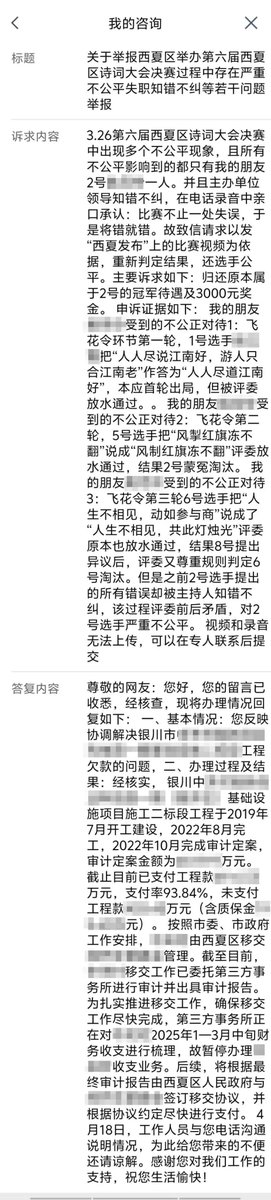 我的咨询
标题
关于举报西夏区举办第六届西夏
区诗词大会决赛过程中存在严重
不公平失职知错不纠等若干问题
举报
诉求内容
3.26第六届西夏区诗词大会决赛
中出现多个不公平现象，且所有
不公平影响到的都只有我的朋友
2号一人。并且主办单位
领导知错不纠，在电话录音中亲
口承认：比赛不止一处失误，于
是将错就错。故致信请求以发
“西夏发布”上的比赛视频为依
据，重新判定结果，还选手公
平。主要诉求如下：归还原本属
于2号的冠军待遇及3000元奖
金。 申诉证据如下： 我的朋友
受到的不公正对待1：飞
花令环节第一轮，1号选手
把“人人尽说江南好，游人只
合江南老”作答为“人人尽道江南
好”，本应首轮出局，但被评委
放水通过。。 我的朋友受
到的不公正对待2：飞花令第二
轮，5号选手把“风掣红旗冻不
翻”说成“风制红旗冻不翻”评委放
水通过，结果2号蒙冤淘汰。 我
的朋友受到的不公正对待
3：飞花令第三轮6号选手把“人
生不相见，动如参与商”说成了
“人生不相见，共此灯烛光”评委
原本也放水通过，结果8号提出
异议后，评委又尊重规则判定6
号淘汰。但是之前2号选手提出
的所有错误却被主持人知错不
纠，该过程评委前后矛盾，对2
号选手严重不公平。 视频和录音
无法上传，可以在专人联系后提
交
答复内容
尊敬的网友：您好，您的留言已
收悉，经核查，现将办理情况回
复如下： 一、基本情况：您反映
协调解决银川市
工程
欠款的问题，二、办理过程及结
果：经核实， 银川中
基础设
施项目施工二标段工程于2019年
7月开工建设，2022年8月完
工，2022年10月完成审计定案，
审计定案金额为万元。
截止目前已支付工程款
万元，支付率93.84%，未支付
工程款万元（含质保金
元）。 按照市委、市政府
工作安排，由西夏区移交
管理。截至目前，
移交工作已委托第三方事
务所进行审计并出具审计报告。
为扎实推进移交工作，确保移交
工作尽快完成，第三方事务所正
在对2025年1—3月中旬财
务收支进行梳理，故暂停办理
收支业务。后续，将根据最
终审计报告由西夏区人民政府与
签订移交协议，并
根据协议约定尽快进行支付。 4
月18日，工作人员与您电话沟通
说明情况，为此给您带来的不便
还请谅解。感谢您对我们工作的
支持，祝您生活愉快！